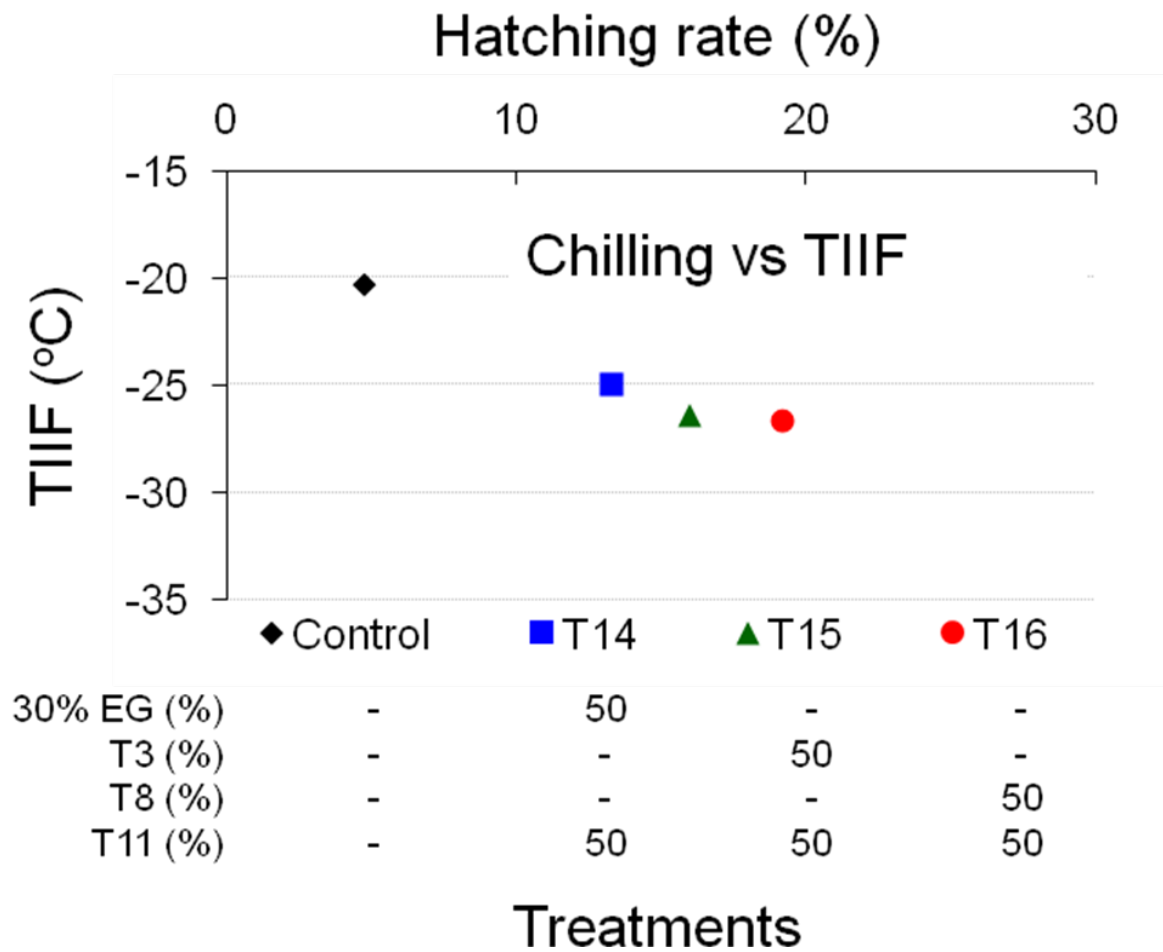 Hatching rate (%)
0 10 20 30
-15
Chilling vs TIIF
-20
-25
-30
-35
TIIF (°C)
Control T14 T15 T16
30% EG (%) - 50 - -
T3 (%) - - 50 -
T8 (%) - - - 50
T11 (%) - 50 50 50
Treatments